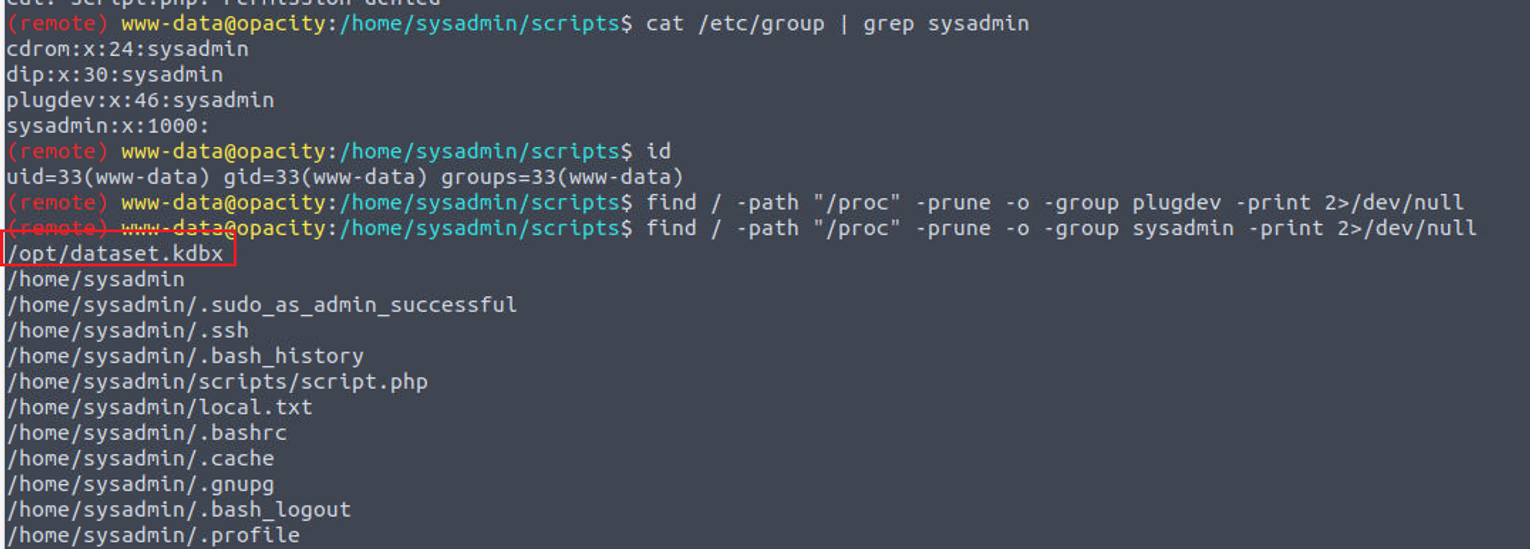 cat: script.php: Permission denied
(remote) www-data@opacity:/home/sysadmin/scripts$ cat /etc/group | grep sysadmin
cdrom:x:24:sysadmin
dip:x:30:sysadmin
plugdev:x:46:sysadmin
sysadmin:x:1000:
(remote) www-data@opacity:/home/sysadmin/scripts$ id
uid=33(www-data) gid=33(www-data) groups=33(www-data)
(remote) www-data@opacity:/home/sysadmin/scripts$ find / -path "/proc" -prune -o -group plugdev -print 2>/dev/null
(remote) www-data@opacity:/home/sysadmin/scripts$ find / -path "/proc" -prune -o -group sysadmin -print 2>/dev/null
/opt/dataset.kdbx
/home/sysadmin
/home/sysadmin/.sudo_as_admin_successful
/home/sysadmin/.ssh
/home/sysadmin/.bash_history
/home/sysadmin/scripts/script.php
/home/sysadmin/local.txt
/home/sysadmin/.bashrc
/home/sysadmin/.cache
/home/sysadmin/.gnupg
/home/sysadmin/.bash_logout
/home/sysadmin/.profile